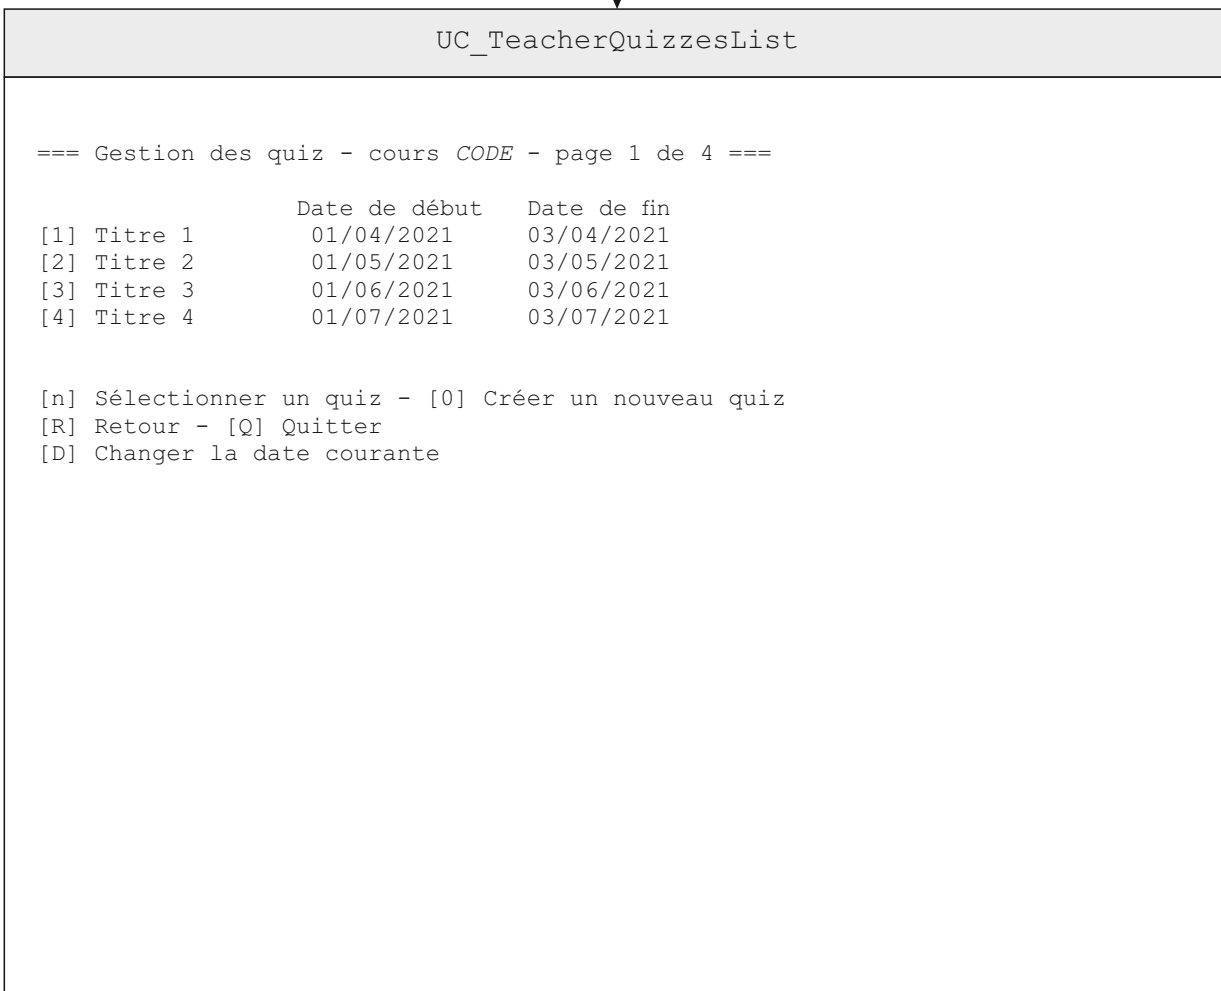 UC_TeacherQuizzesList
=== Gestion des quiz - cours CODE - page 1 de 4 ===
Date de début Date de fin
[1] Titre 1 01/04/2021 03/04/2021
[2] Titre 2 01/05/2021 03/05/2021
[3] Titre 3 01/06/2021 03/06/2021
[4] Titre 4 01/07/2021 03/07/2021
[n] Sélectionner un quiz - [0] Créer un nouveau quiz
[R] Retour - [Q] Quitter
[D] Changer la date courante